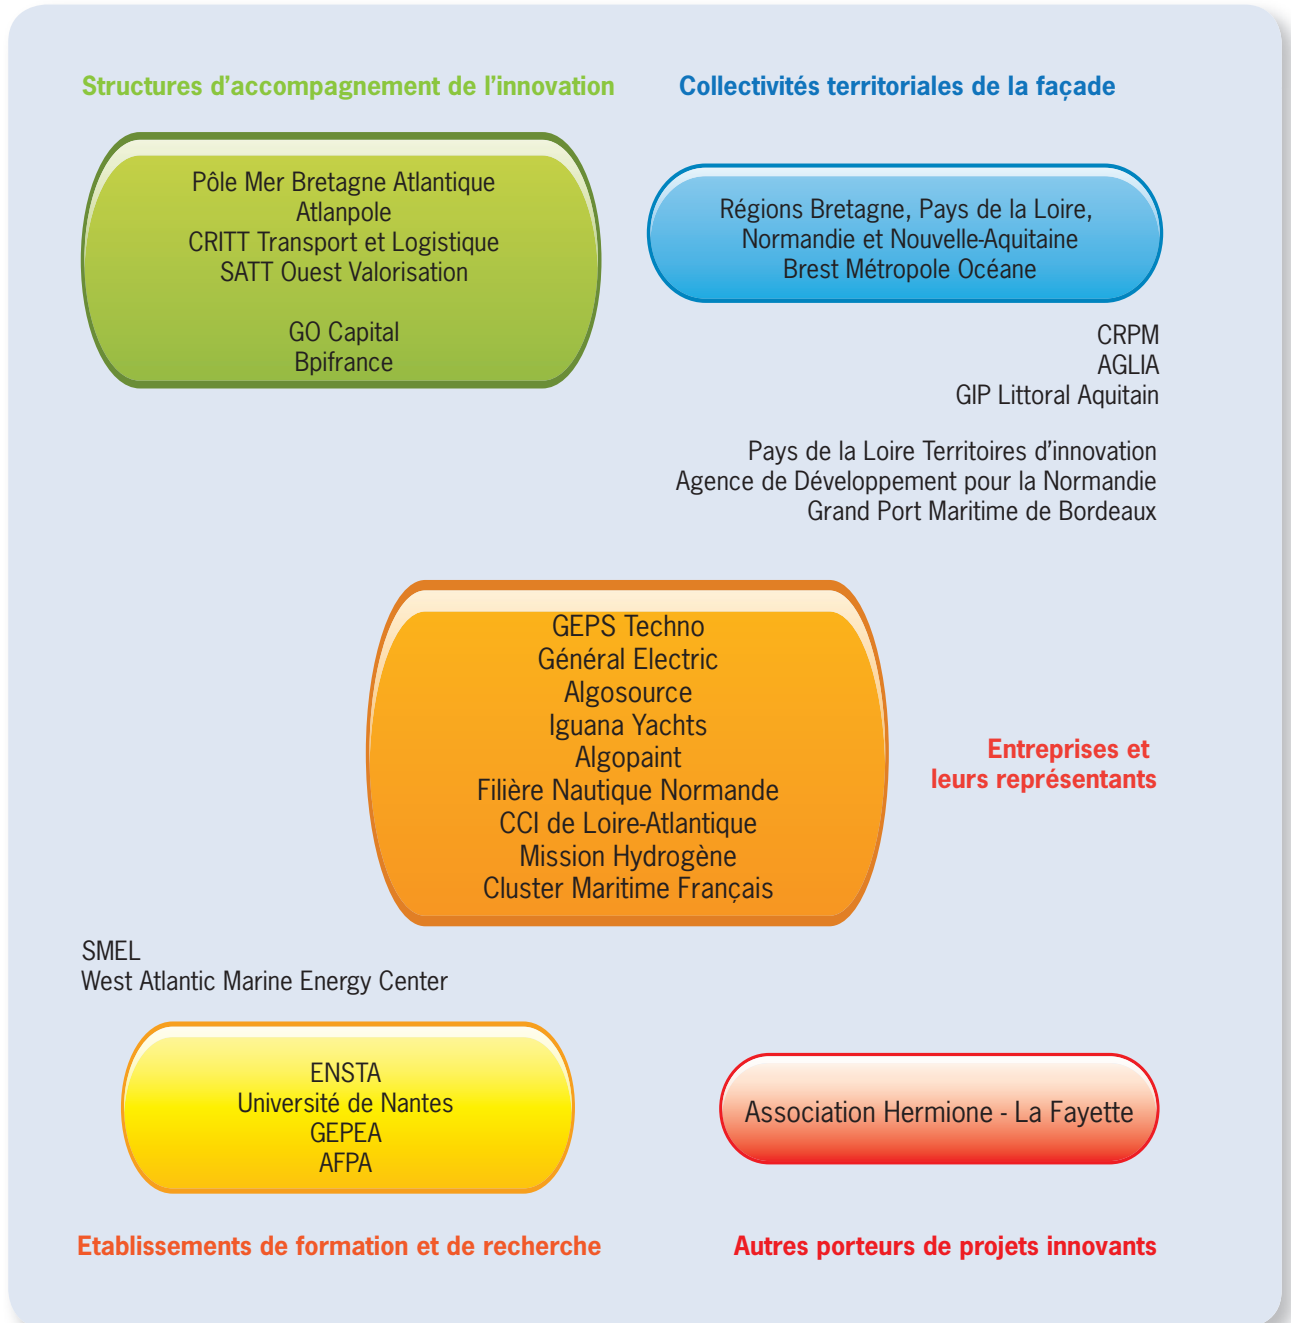 Structures d'accompagnement de l'innovation
Pôle Mer Bretagne Atlantique
Atlanpole
CRITT Transport et Logistique
SATT Ouest Valorisation
GO Capital
Bpifrance
Collectivités territoriales de la façade
Régions Bretagne, Pays de la Loire,
Normandie et Nouvelle-Aquitaine
Brest Métropole Océane
CRPM
AGLIA
GIP Littoral Aquitain
Pays de la Loire Territoires d'innovation
Agence de Développement pour la Normandie
Grand Port Maritime de Bordeaux
GEPS Techno
Général Electric
Algosource
Iguana Yachts
Algopaint
Filière Nautique Normande
CCI de Loire-Atlantique
Mission Hydrogène
Cluster Maritime Français
Entreprises et
leurs représentants
SMEL
West Atlantic Marine Energy Center
ENSTA
Université de Nantes
GEPEA
AFPA
Etablissements de formation et de recherche
Association Hermione - La Fayette
Autres porteurs de projets innovants